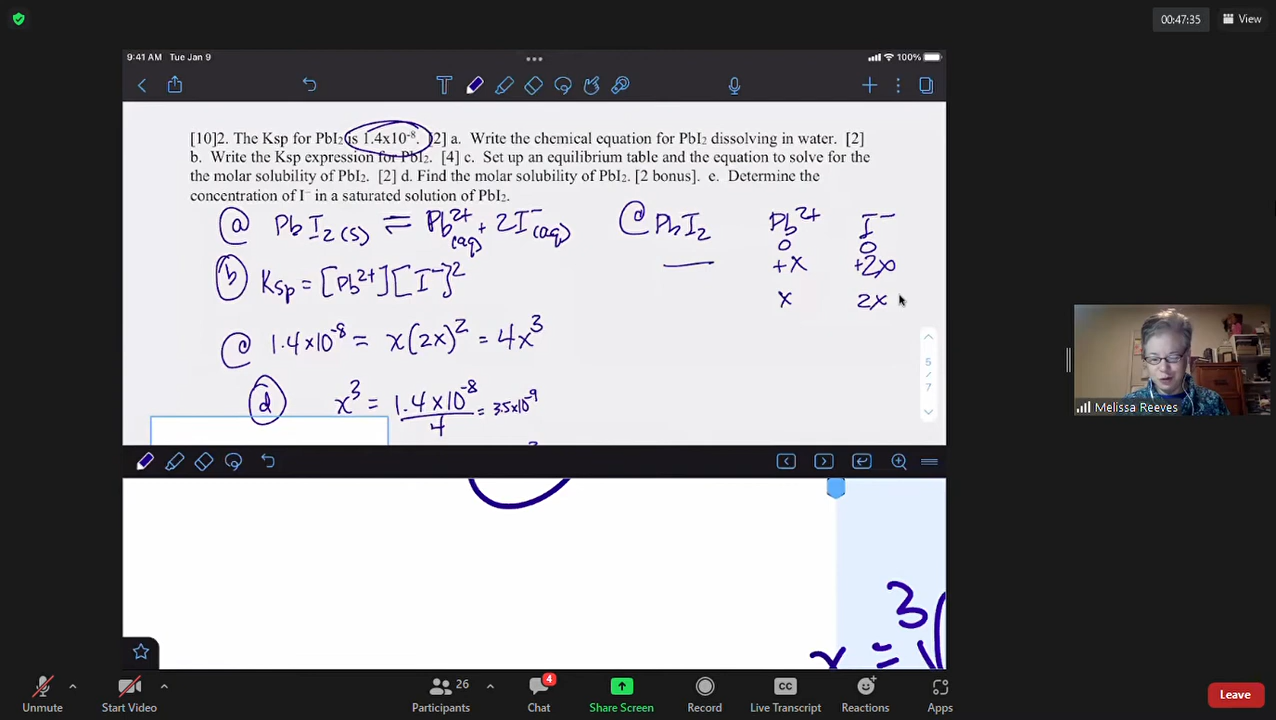 00:47:35 View
9:41 AM Tue Jan 9 100%
T
[10]2. The Ksp for PbI₂ is 1.4x10⁻⁸. [2] a. Write the chemical equation for PbI₂ dissolving in water. [2]
b. Write the Ksp expression for PbI₂. [4] c. Set up an equilibrium table and the equation to solve for the
the molar solubility of PbI₂. [2] d. Find the molar solubility of PbI₂. [2 bonus]. e. Determine the
concentration of I⁻ in a saturated solution of PbI₂.
ⓐ PbI₂(s) ⇌ Pb²⁺(aq) + 2I⁻(aq)
ⓑ Ksp = [Pb²⁺][I⁻]²
1.4x10⁻⁸ = x(2x)² = 4x³
ⓓ x³ = 1.4x10⁻⁸/4 = 3.5x10⁻⁹
PbI₂ Pb²⁺ I⁻
0 0
+x +2x
x 2x
5
/
7
x = ³√
Melissa Reeves
26
4
Unmute Start Video Participants Chat Share Screen Record Live Transcript Reactions Apps Leave
CC